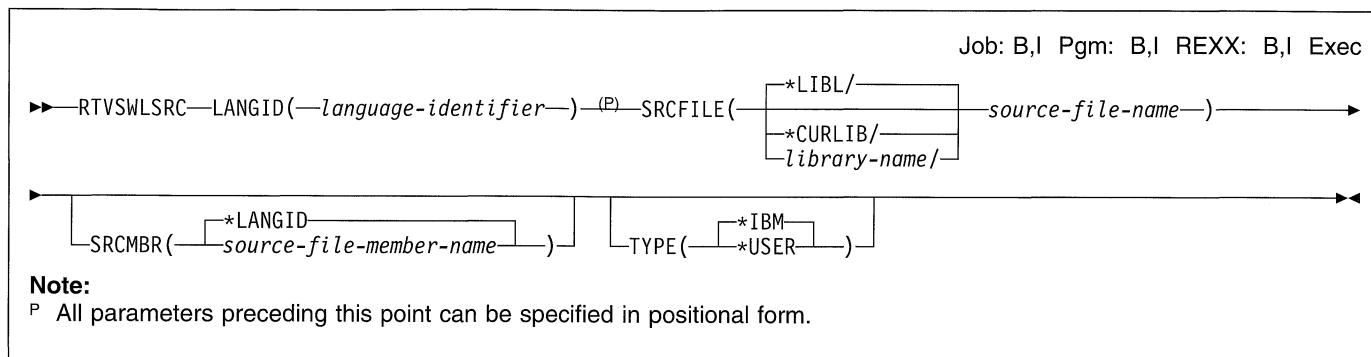 Job: B,I Pgm: B,I REXX: B,I Exec
*LIBL/
RTVSWLSRC LANGID( language-identifier ) (P) SRCFILE( source-file-name )
*CURLIB/
library-name/
*LANGID *IBM
SRCMBR( source-file-member-name ) TYPE( *USER )
Note:
P All parameters preceding this point can be specified in positional form.